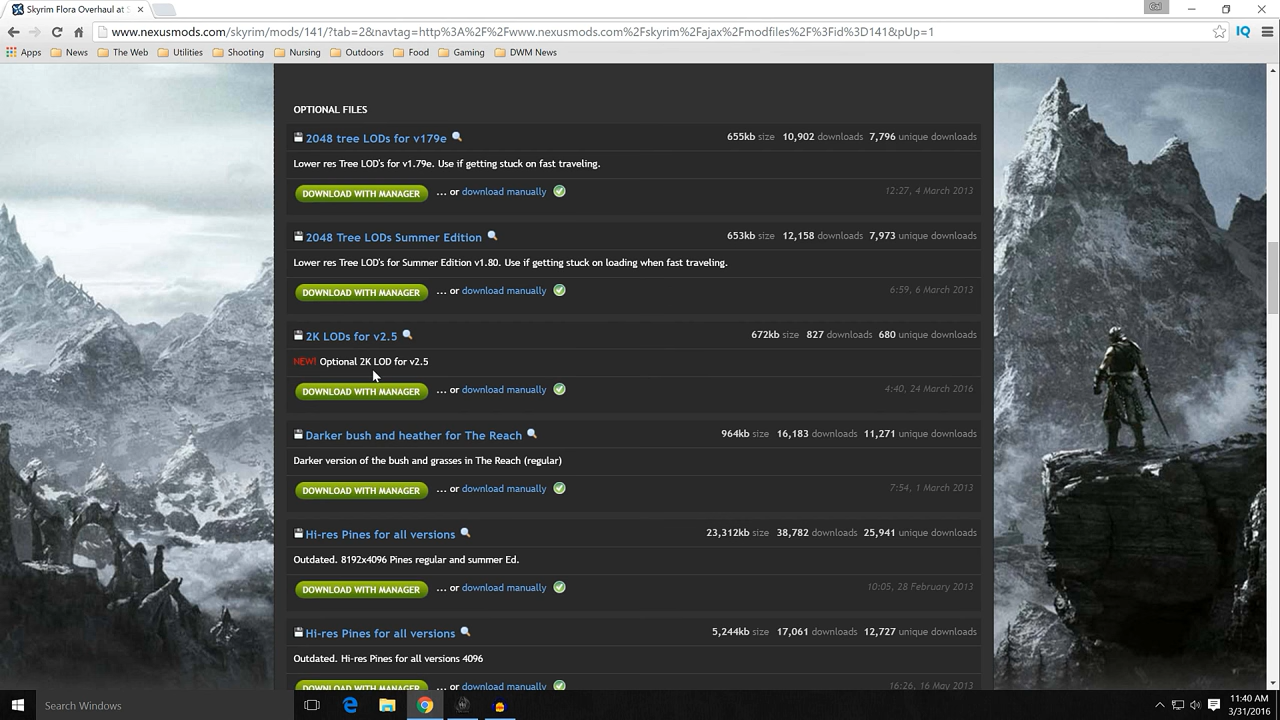 Skyrim Flora Overhaul at S
www.nexusmods.com/skyrim/mods/141/?tab=2&navtag=http%3A%2F%2Fwww.nexusmods.com%2Fskyrim%2Fajax%2Fmodfiles%2F%3Fid%3D141&pUp=1
IQ
Apps News The Web Utilities Shooting Nursing Outdoors Food Gaming DWM News
OPTIONAL FILES
2048 tree LODs for v179e 655kb size 10,902 downloads 7,796 unique downloads
Lower res Tree LOD's for v1.79e. Use if getting stuck on fast traveling.
DOWNLOAD WITH MANAGER ... or download manually 12:27, 4 March 2013
2048 Tree LODs Summer Edition 653kb size 12,158 downloads 7,973 unique downloads
Lower res Tree LOD's for Summer Edition v1.80. Use if getting stuck on loading when fast traveling.
DOWNLOAD WITH MANAGER ... or download manually 6:59, 6 March 2013
2K LODs for v2.5 672kb size 827 downloads 680 unique downloads
NEW! Optional 2K LOD for v2.5
DOWNLOAD WITH MANAGER ... or download manually 4:40, 24 March 2016
Darker bush and heather for The Reach 964kb size 16,183 downloads 11,271 unique downloads
Darker version of the bush and grasses in The Reach (regular)
DOWNLOAD WITH MANAGER ... or download manually 7:54, 1 March 2013
Hi-res Pines for all versions 23,312kb size 38,782 downloads 25,941 unique downloads
Outdated. 8192x4096 Pines regular and summer Ed.
DOWNLOAD WITH MANAGER ... or download manually 10:05, 28 February 2013
Hi-res Pines for all versions 5,244kb size 17,061 downloads 12,727 unique downloads
Outdated. Hi-res Pines for all versions 4096
DOWNLOAD WITH MANAGER ... or download manually 16:26, 16 May 2013
Search Windows
11:40 AM
3/31/2016